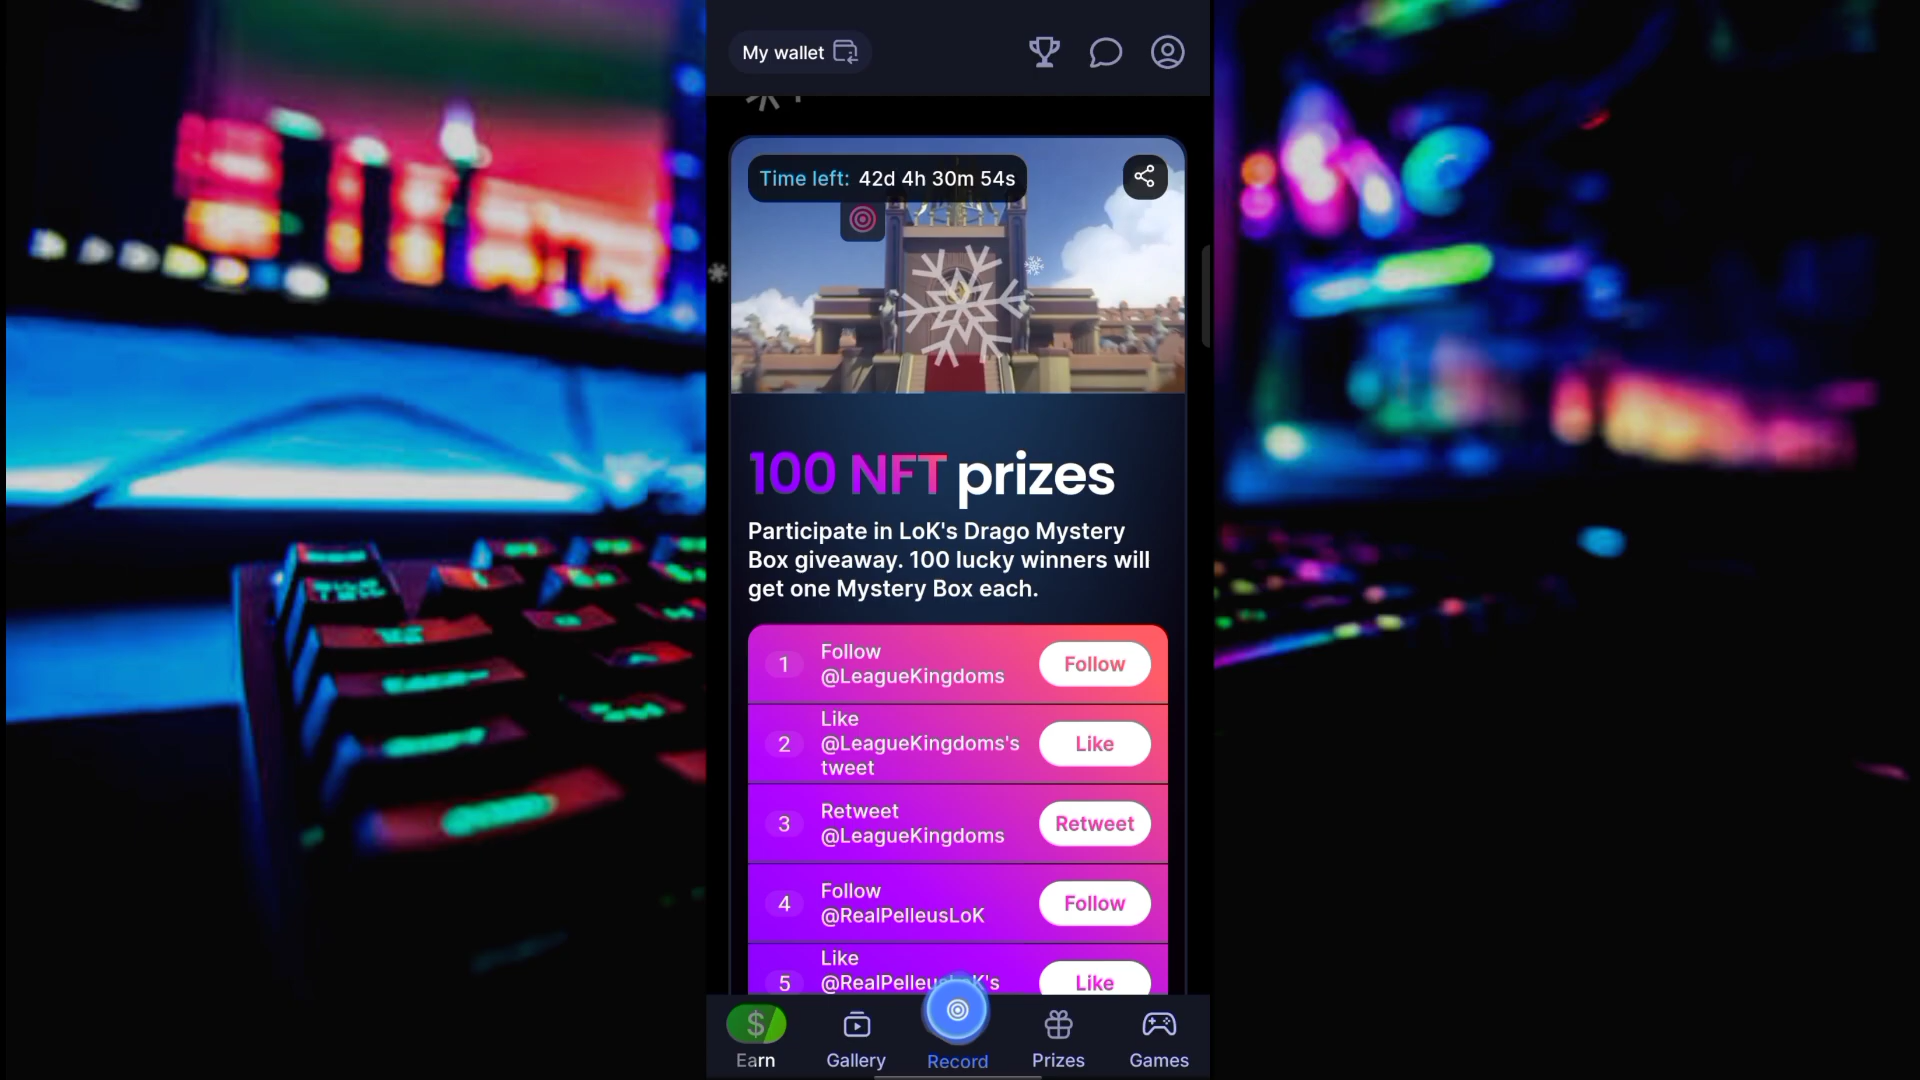 My wallet
Time left: 42d 4h 30m 54s
100 NFT prizes
Participate in LoK's Drago Mystery
Box giveaway. 100 lucky winners will
get one Mystery Box each.
1
Follow
@LeagueKingdoms
Follow
2
Like
@LeagueKingdoms's
tweet
Like
3
Retweet
@LeagueKingdoms
Retweet
4
Follow
@RealPelleusLoK
Follow
5
Like
@RealPelleusLoK's
Like
$
Earn
Gallery
Record
Prizes
Games